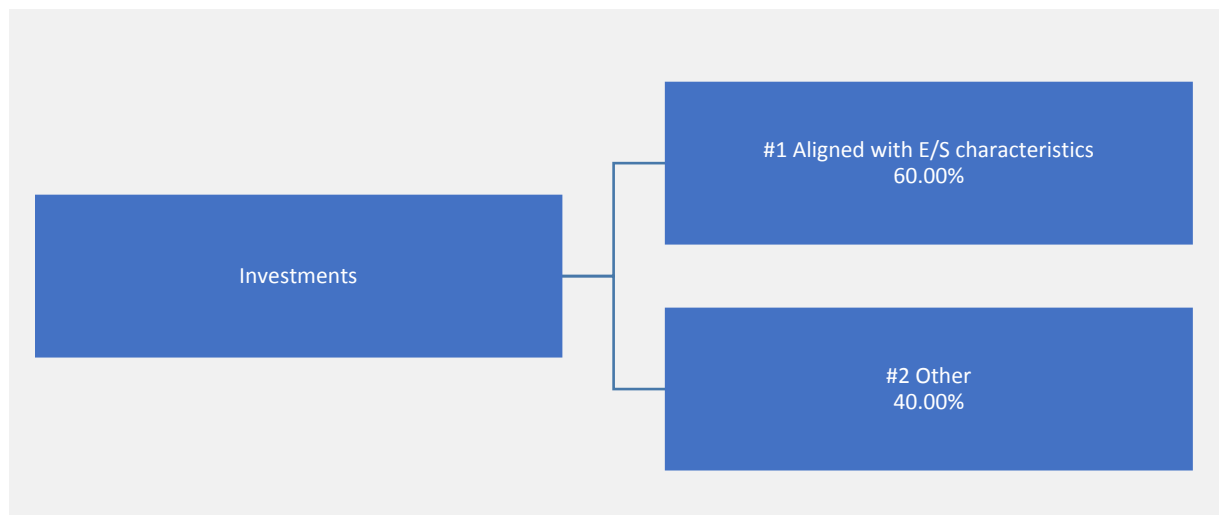 Investments
#1 Aligned with E/S characteristics
60.00%
#2 Other
40.00%